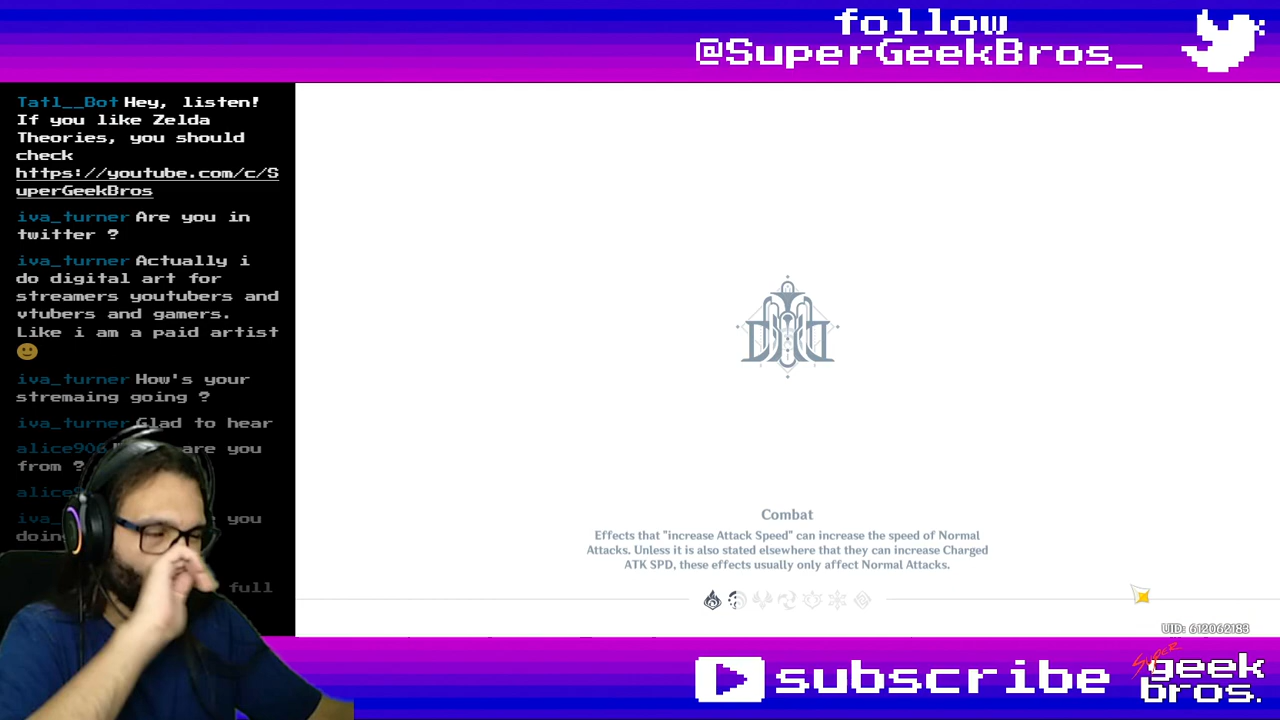 follow
@SuperGeekBros_
Tatl__Bot Hey, listen!
If you like Zelda
Theories, you should
check
https://youtube.com/c/S
uperGeekBros
iva_turner Are you in
twitter ?
iva_turner Actually i
do digital art for
streamers youtubers and
vtubers and gamers.
Like i am a paid artist
iva_turner How's your
stremaing going ?
iva_turner Glad to hear
are you
from ?
you
full
Combat
Effects that "increase Attack Speed" can increase the speed of Normal
Attacks. Unless it is also stated elsewhere that they can increase Charged
ATK SPD, these effects usually only affect Normal Attacks.
UID: 612062183
subscribe
SUPER
geek
bros.